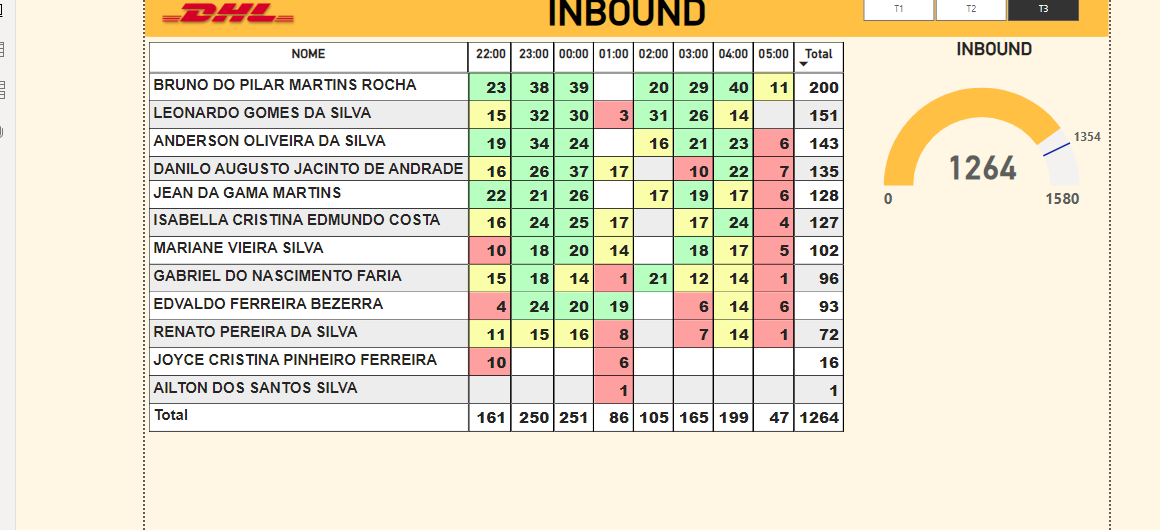 DHL
INBOUND
T1 T2 T3
NOME 22:00 23:00 00:00 01:00 02:00 03:00 04:00 05:00 Total
BRUNO DO PILAR MARTINS ROCHA 23 38 39 20 29 40 11 200
LEONARDO GOMES DA SILVA 15 32 30 3 31 26 14 151
ANDERSON OLIVEIRA DA SILVA 19 34 24 16 21 23 6 143
DANILO AUGUSTO JACINTO DE ANDRADE 16 26 37 17 10 22 7 135
JEAN DA GAMA MARTINS 22 21 26 17 19 17 6 128
ISABELLA CRISTINA EDMUNDO COSTA 16 24 25 17 17 24 4 127
MARIANE VIEIRA SILVA 10 18 20 14 18 17 5 102
GABRIEL DO NASCIMENTO FARIA 15 18 14 1 21 12 14 1 96
EDVALDO FERREIRA BEZERRA 4 24 20 19 6 14 6 93
RENATO PEREIRA DA SILVA 11 15 16 8 7 14 1 72
JOYCE CRISTINA PINHEIRO FERREIRA 10 6 16
AILTON DOS SANTOS SILVA 1 1
Total 161 250 251 86 105 165 199 47 1264
INBOUND
1354
1264
0 1580